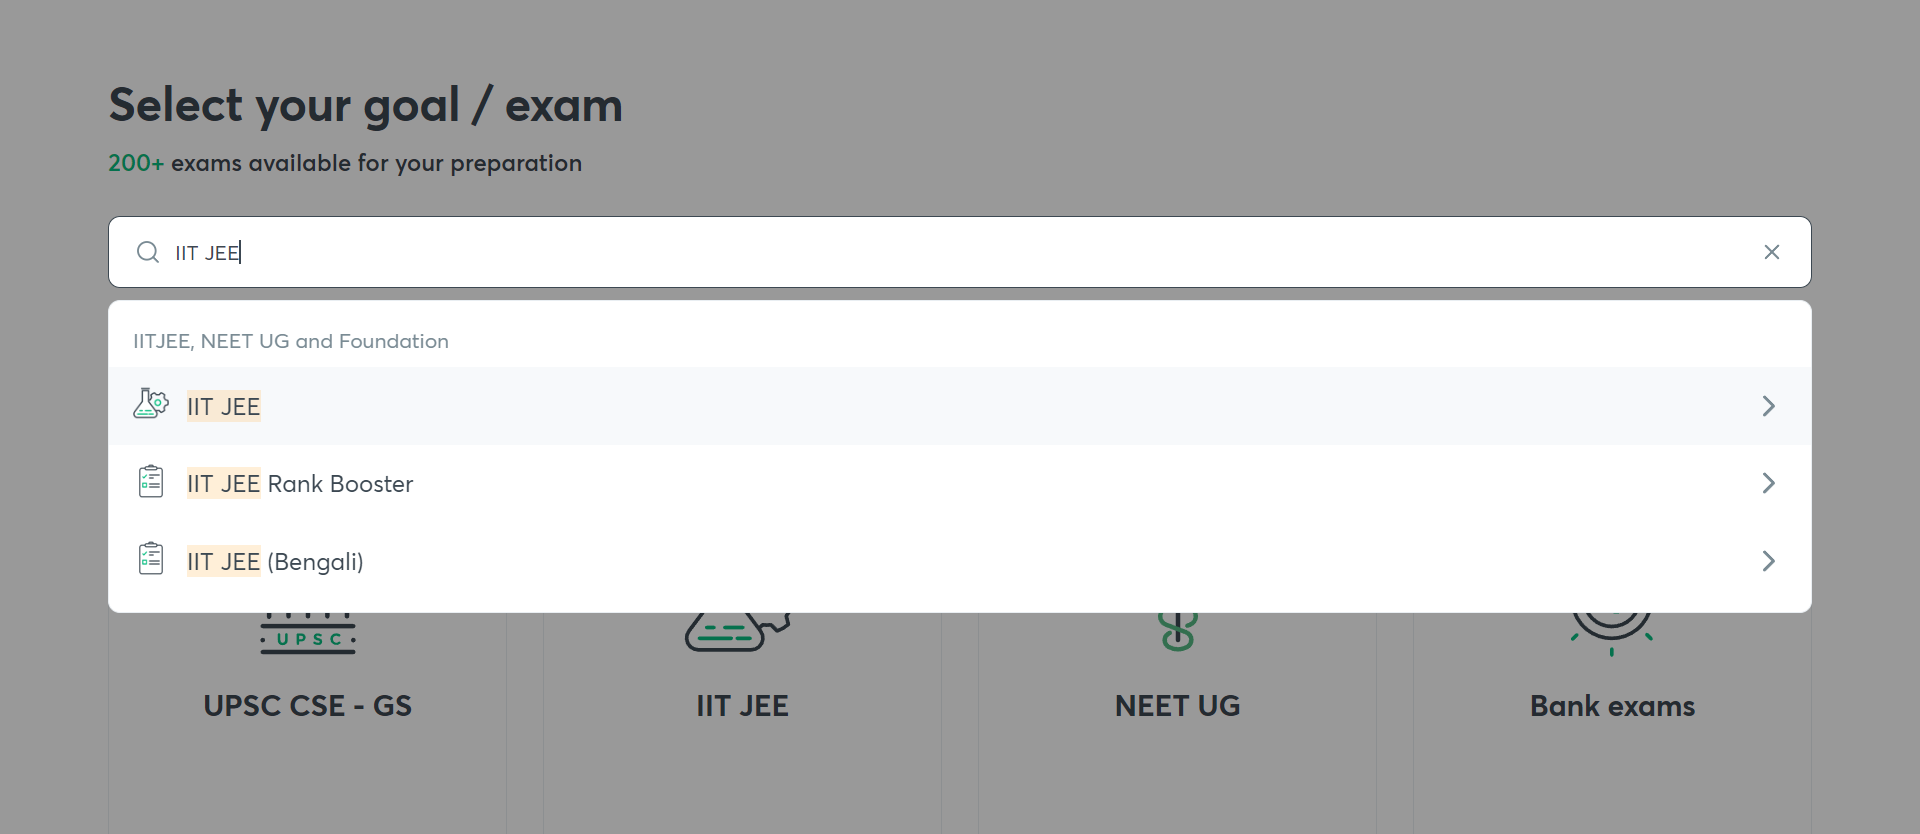 Select your goal / exam
200+ exams available for your preparation
IIT JEE
IITJEE, NEET UG and Foundation
IIT JEE
IIT JEE Rank Booster
IIT JEE (Bengali)
UPSC
UPSC CSE - GS
IIT JEE
NEET UG
Bank exams